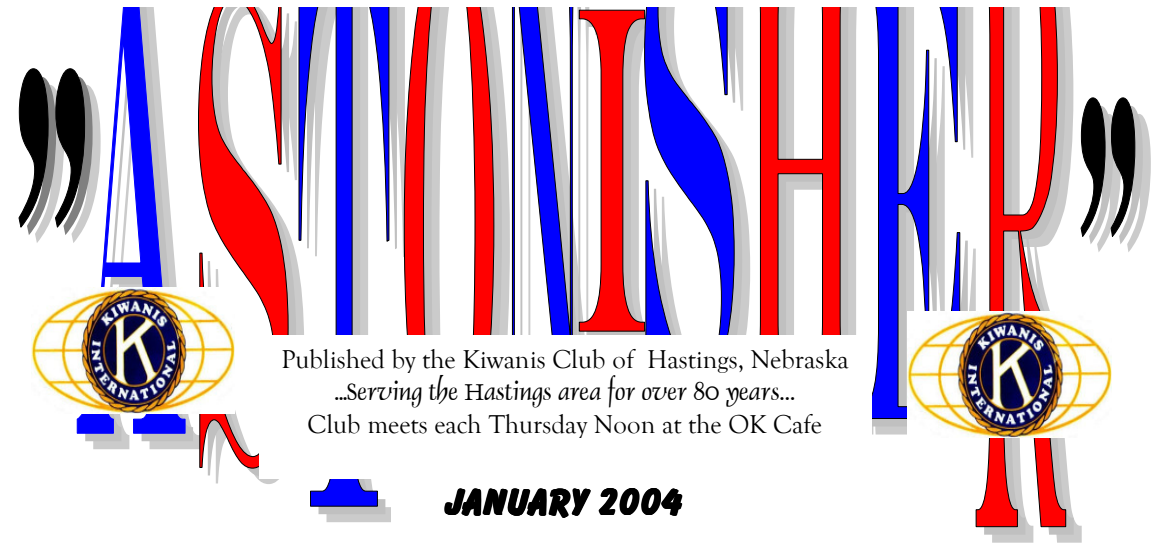 "ASTONISHER"
KIWANIS
K
INTERNATIONAL
KIWANIS
K
INTERNATIONAL
Published by the Kiwanis Club of Hastings, Nebraska
...Serving the Hastings area for over 80 years...
Club meets each Thursday Noon at the OK Cafe
JANUARY 2004